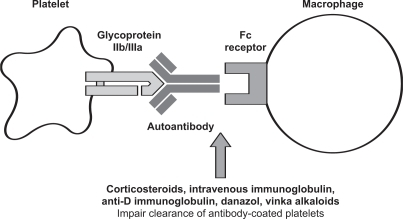 Platelet
Macrophage
Glycoprotein
IIb/IIIa
Fc
receptor
Autoantibody
Corticosteroids, intravenous immunoglobulin,
anti-D immunoglobulin, danazol, vinka alkaloids
Impair clearance of antibody-coated platelets